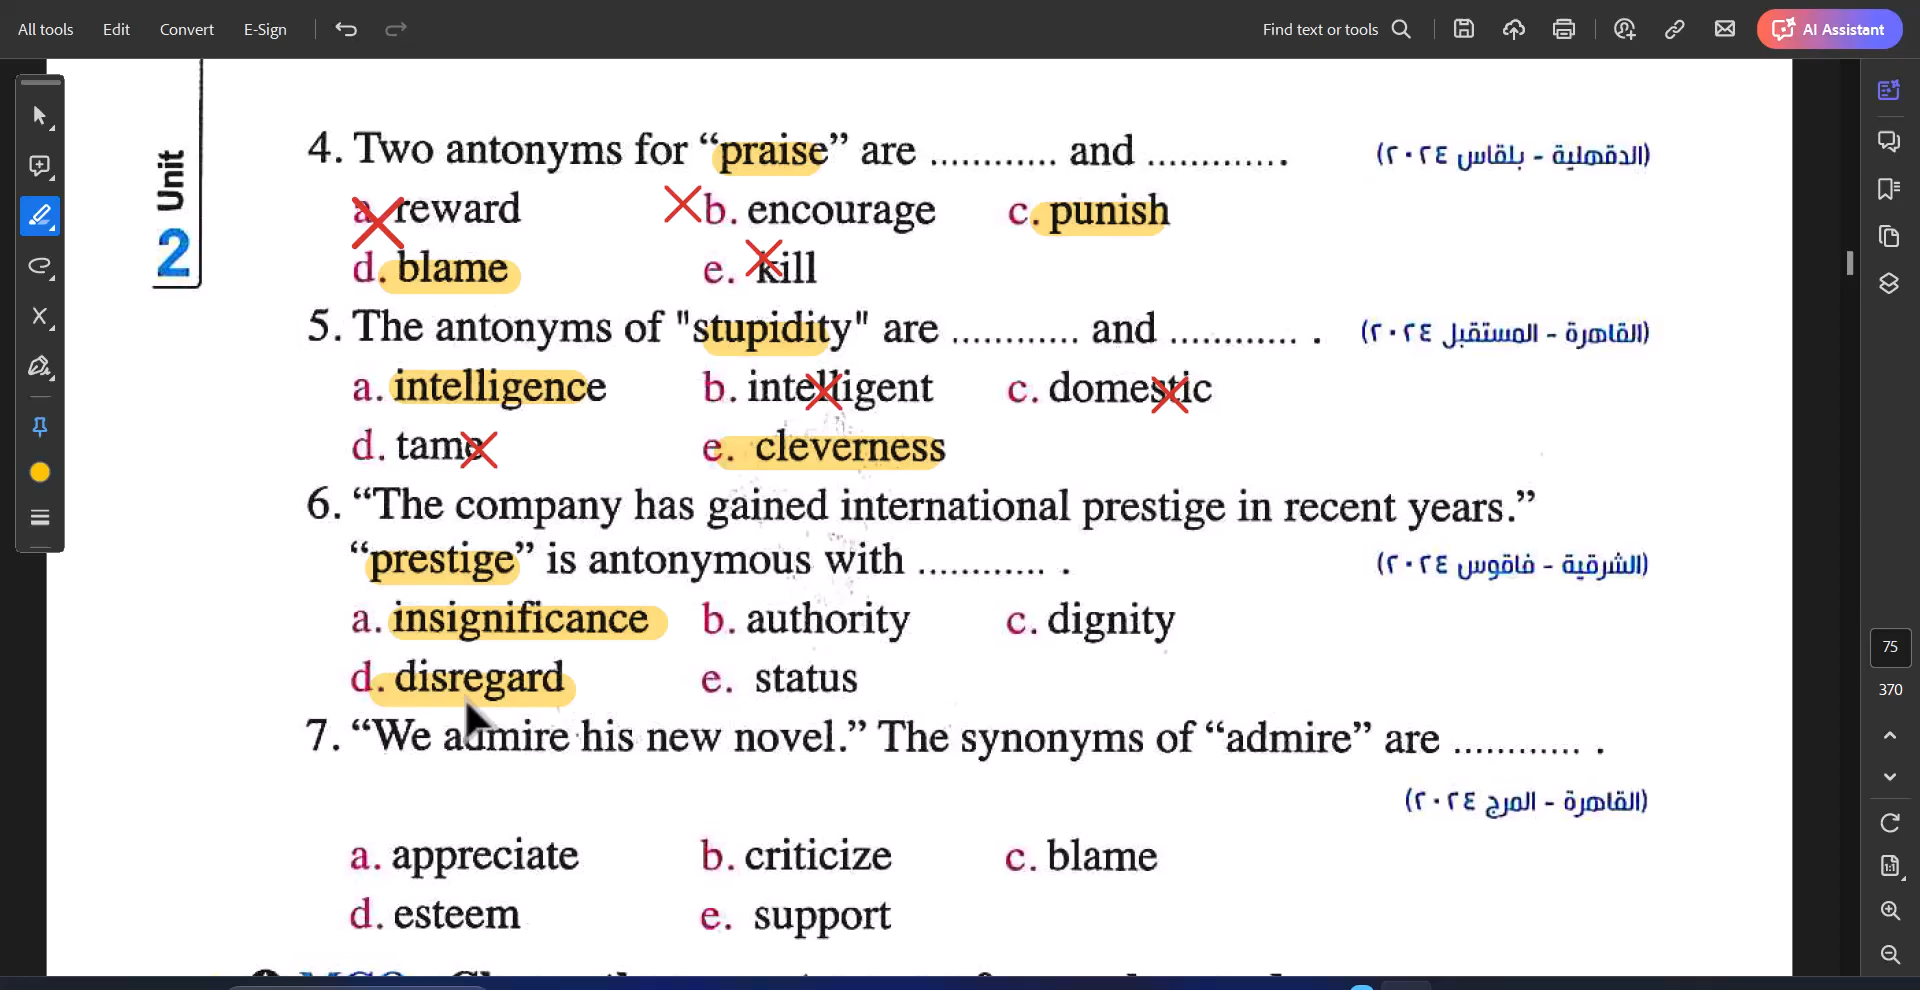 All tools Edit Convert E-Sign Find text or tools AI Assistant
Unit 2
4. Two antonyms for “praise” are ............ and ............. (الدقهلية - بلقاس ٢٠٢٤)
a. reward b. encourage c. punish
d. blame e. kill
5. The antonyms of "stupidity" are ............ and ............ . (القاهرة - المستقبل ٢٠٢٤)
a. intelligence b. intelligent c. domestic
d. tame e. cleverness
6. “The company has gained international prestige in recent years.”
“prestige” is antonymous with ............ . (الشرقية - فاقوس ٢٠٢٤)
a. insignificance b. authority c. dignity
d. disregard e. status
7. “We admire his new novel.” The synonyms of “admire” are ............ .
(القاهرة - المرج ٢٠٢٤)
a. appreciate b. criticize c. blame
d. esteem e. support
75
370